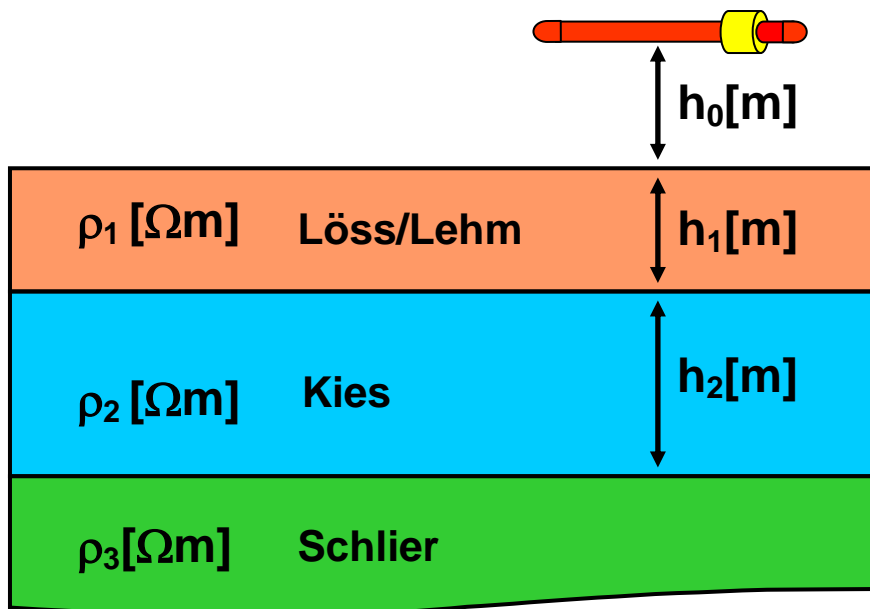 h₀[m]
ρ₁ [Ωm] Löss/Lehm h₁[m]
ρ₂ [Ωm] Kies h₂[m]
ρ₃[Ωm] Schlier